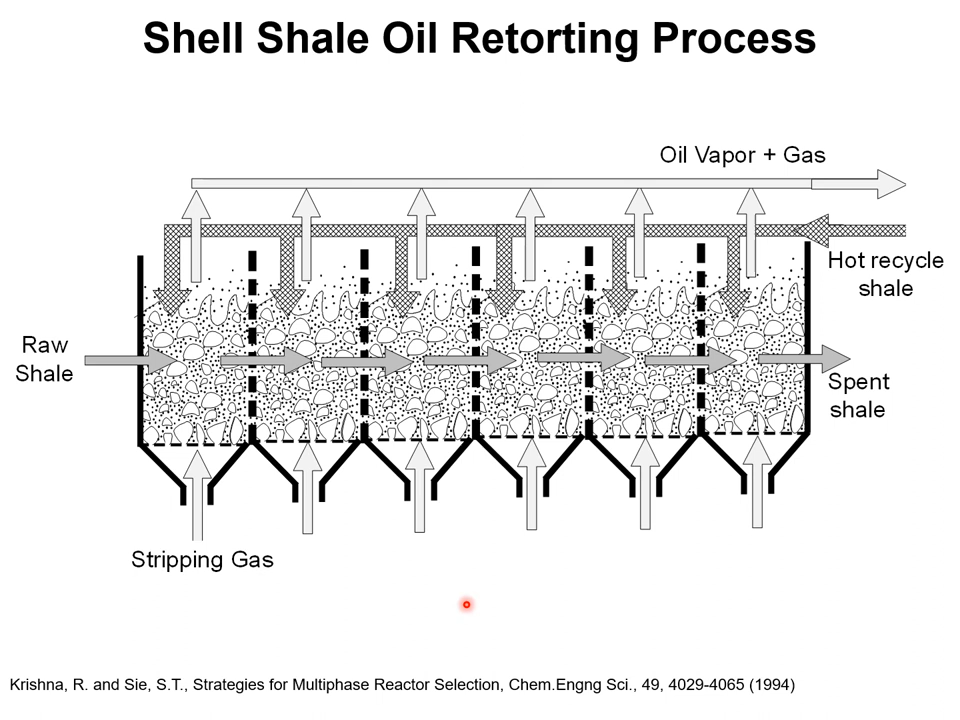 Shell Shale Oil Retorting Process
Oil Vapor + Gas
Hot recycle
shale
Raw
Shale
Spent
shale
Stripping Gas
Krishna, R. and Sie, S.T., Strategies for Multiphase Reactor Selection, Chem.Engng Sci., 49, 4029-4065 (1994)